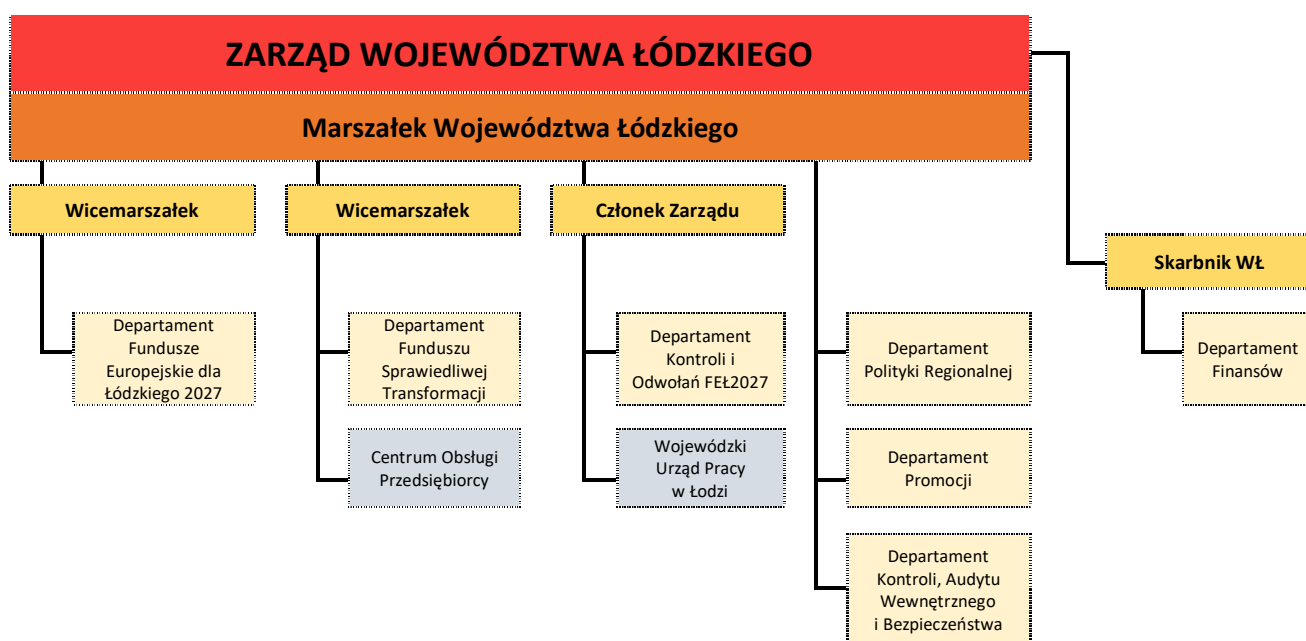 ZARZĄD WOJEWÓDZTWA ŁÓDZKIEGO
Marszałek Województwa Łódzkiego
Wicemarszałek
Wicemarszałek
Członek Zarządu
Skarbnik WŁ
Departament
Fundusze
Europejskie dla
Łódzkiego 2027
Departament
Funduszu
Sprawiedliwej
Transformacji
Departament
Kontroli i
Odwołań FEŁ2027
Departament
Polityki Regionalnej
Departament
Finansów
Centrum Obsługi
Przedsiębiorcy
Wojewódzki
Urząd Pracy
w Łodzi
Departament
Promocji
Departament
Kontroli, Audytu
Wewnętrznego
i Bezpieczeństwa